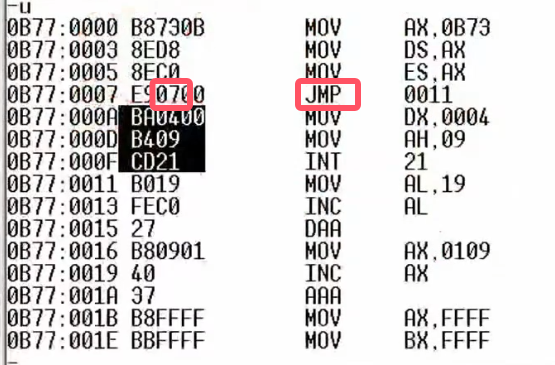 -u
0B77:0000 B8730B MOV AX,0B73
0B77:0003 8ED8 MOV DS,AX
0B77:0005 8EC0 MOV ES,AX
0B77:0007 E90700 JMP 0011
0B77:000A BA0400 MOV DX,0004
0B77:000D B409 MOV AH,09
0B77:000F CD21 INT 21
0B77:0011 B019 MOV AL,19
0B77:0013 FEC0 INC AL
0B77:0015 27 DAA
0B77:0016 B80901 MOV AX,0109
0B77:0019 40 INC AX
0B77:001A 37 AAA
0B77:001B B8FFFF MOV AX,FFFF
0B77:001E BBFFFF MOV BX,FFFF
-